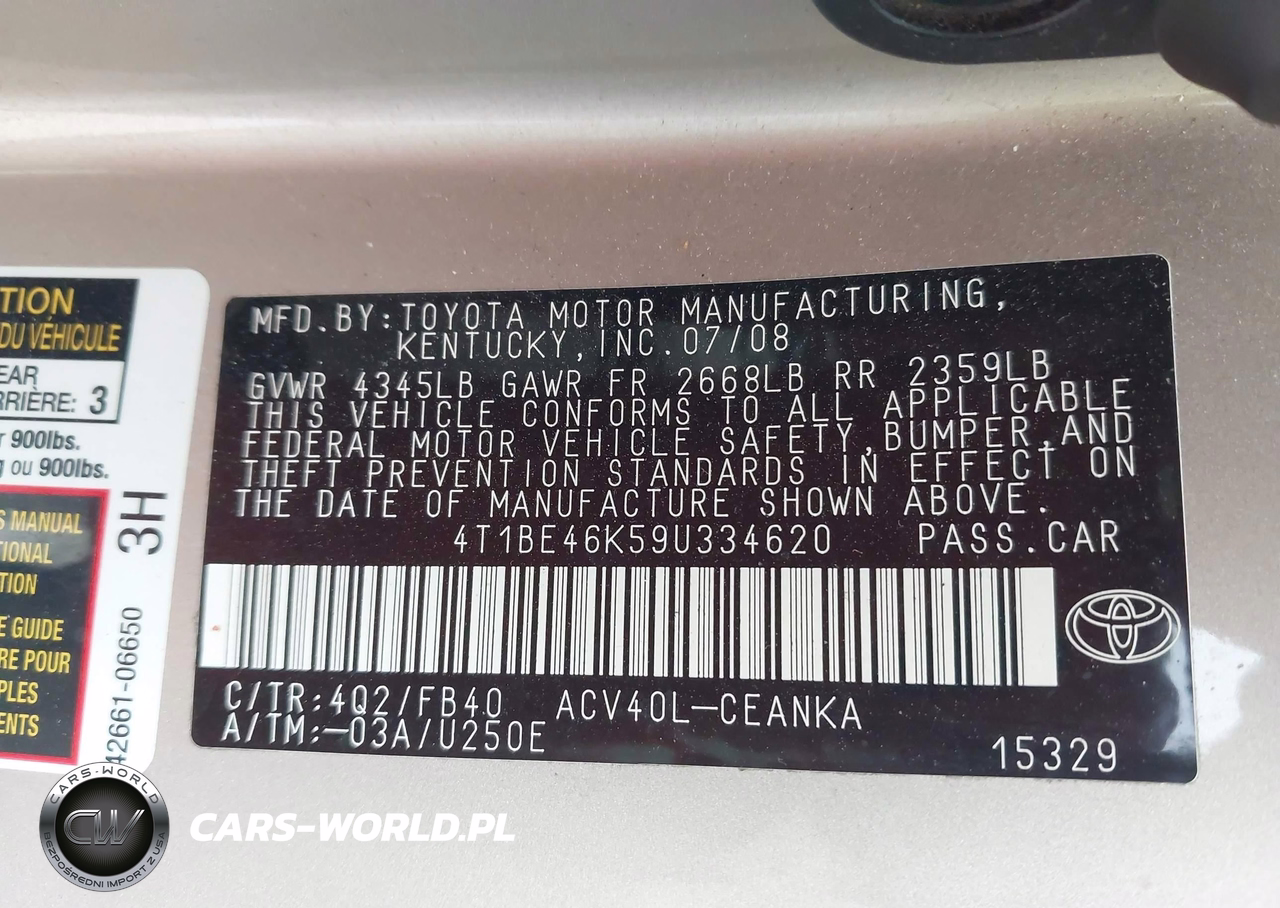 TION
DU VÉHICULE
EAR
RRIÈRE: 3
r 900lbs.
g ou 900lbs.
S MANUAL
TIONAL
TION
E GUIDE
RE POUR
PLES
ENTS
3H
42661-06650
MFD.BY:TOYOTA MOTOR MANUFACTURING,
KENTUCKY,INC.07/08
GVWR 4345LB GAWR FR 2668LB RR 2359LB
THIS VEHICLE CONFORMS TO ALL APPLICABLE
FEDERAL MOTOR VEHICLE SAFETY,BUMPER,AND
THEFT PREVENTION STANDARDS IN EFFECT ON
THE DATE OF MANUFACTURE SHOWN ABOVE.
4T1BE46K59U334620 PASS.CAR
C/TR:4Q2/FB40 ACV40L-CEANKA
A/TM:-03A/U250E
15329
CARS-WORLD
CW
BEZPOŚREDNI IMPORT Z USA
CARS-WORLD.PL